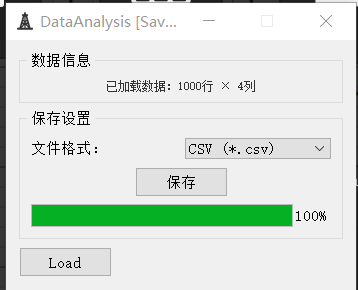 DataAnalysis [Sav...
数据信息
已加载数据: 1000行 × 4列
保存设置
文件格式: CSV (*.csv)
保存
100%
Load